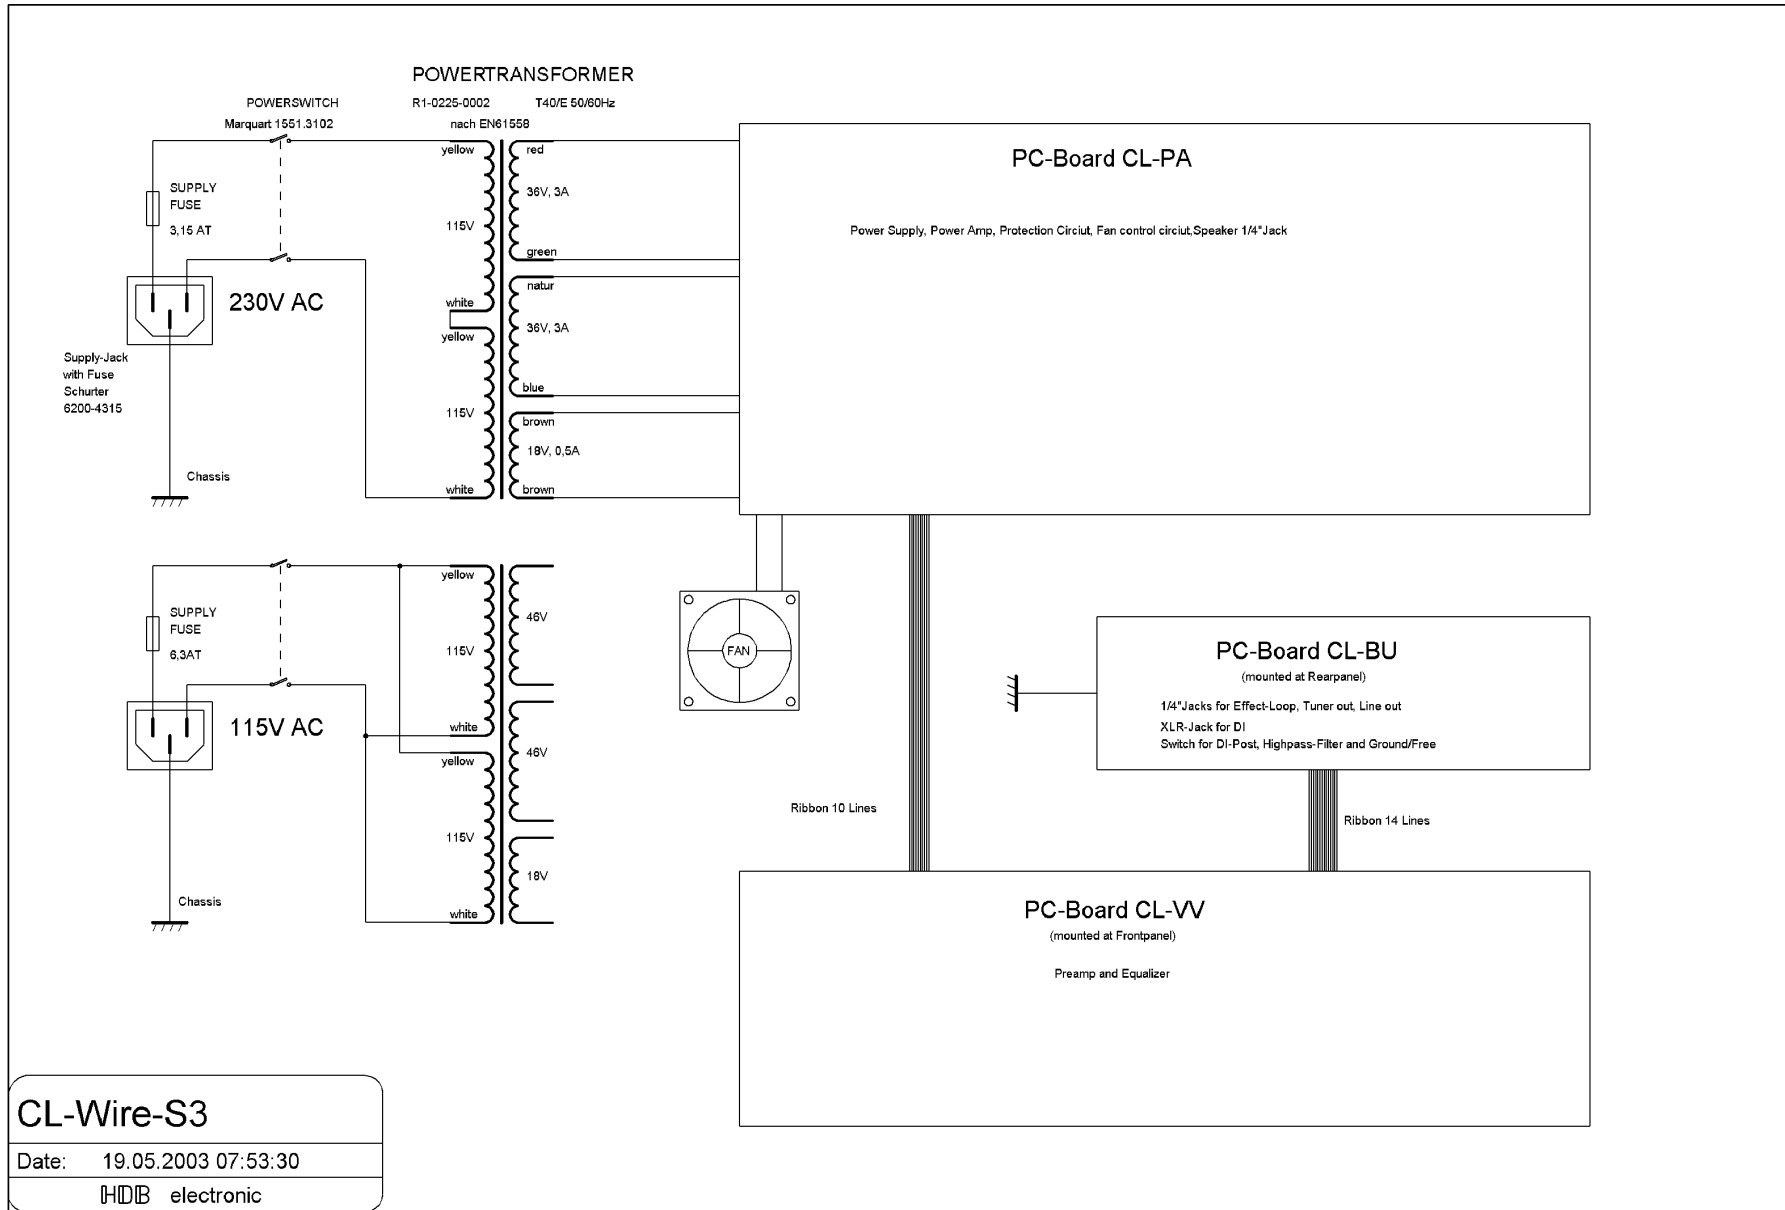 POWERTRANSFORMER
POWERSWITCH
Marquart 1551.3102
R1-0225-0002
T40/E 50/60Hz
nach EN61558
SUPPLY
FUSE
3,15 AT
230V AC
Supply-Jack
with Fuse
Schurter
6200-4315
Chassis
yellow
115V
white
yellow
115V
white
red
36V, 3A
green
natur
36V, 3A
blue
brown
18V, 0,5A
brown
PC-Board CL-PA
Power Supply, Power Amp, Protection Circiut, Fan control circiut,Speaker 1/4"Jack
SUPPLY
FUSE
6,3AT
115V AC
Chassis
yellow
115V
white
yellow
115V
white
46V
46V
18V
FAN
PC-Board CL-BU
(mounted at Rearpanel)
1/4"Jacks for Effect-Loop, Tuner out, Line out
XLR-Jack for DI
Switch for DI-Post, Highpass-Filter and Ground/Free
Ribbon 10 Lines
Ribbon 14 Lines
PC-Board CL-VV
(mounted at Frontpanel)
Preamp and Equalizer
CL-Wire-S3
Date: 19.05.2003 07:53:30
HDB electronic